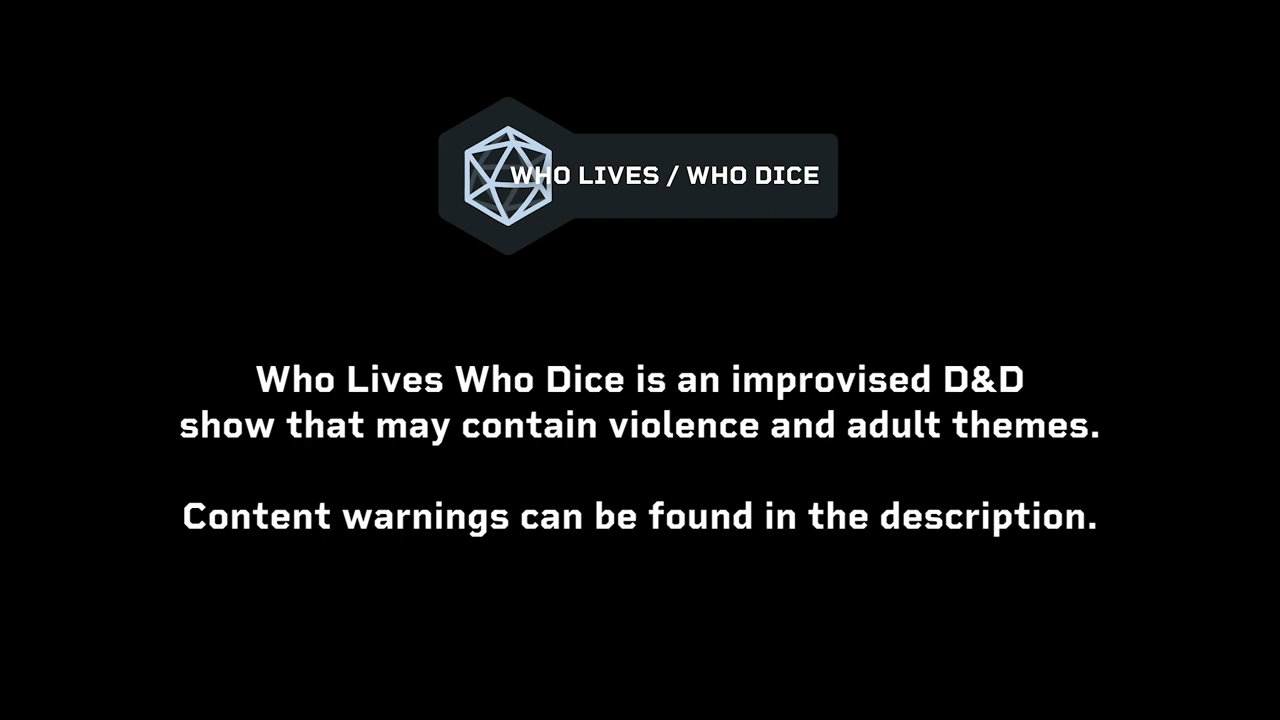 WHO LIVES / WHO DICE
Who Lives Who Dice is an improvised D&D
show that may contain violence and adult themes.
Content warnings can be found in the description.